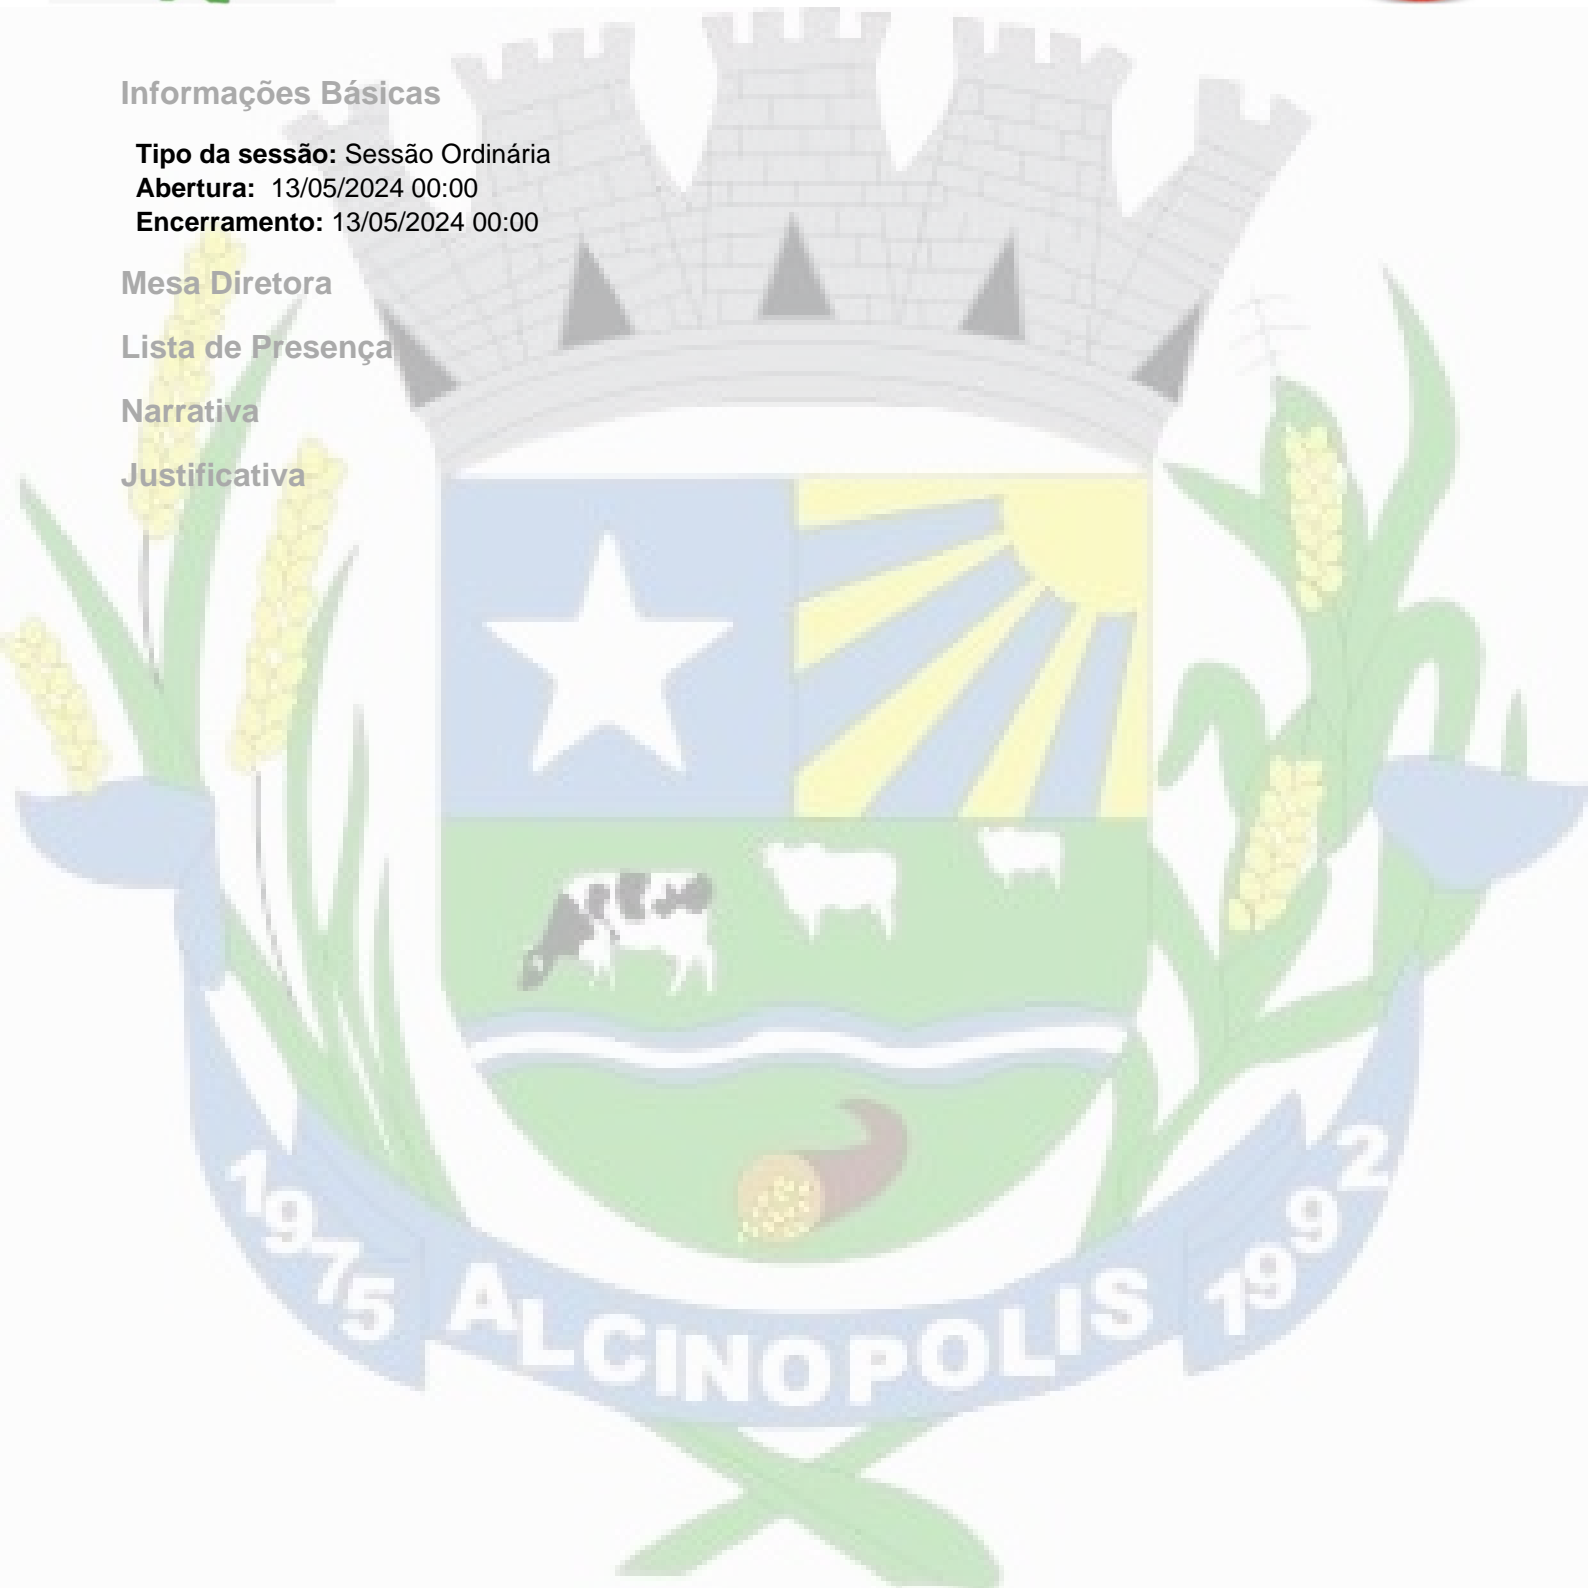 Informações Básicas
Tipo da sessão: Sessão Ordinária
Abertura: 13/05/2024 00:00
Encerramento: 13/05/2024 00:00
Mesa Diretora
Lista de Presença
Narrativa
Justificativa
1975 ALCINOPOLIS 1992